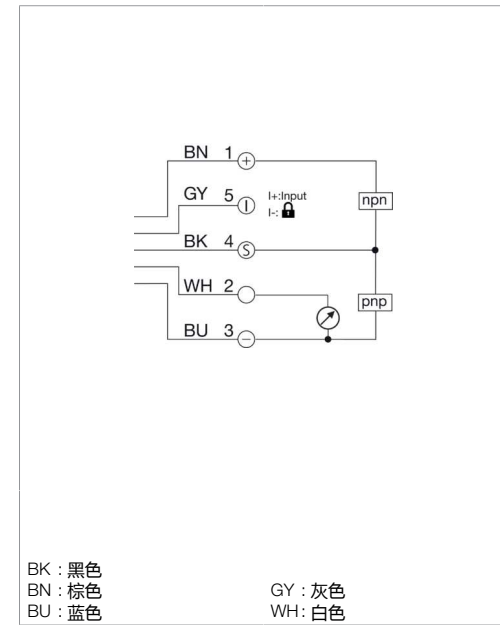 BN 1 +
GY 5 I I+:Input
I-:
BK 4 S
WH 2
BU 3 −
npn
pnp
BK : 黑色
BN : 棕色
BU : 蓝色
GY : 灰色
WH : 白色